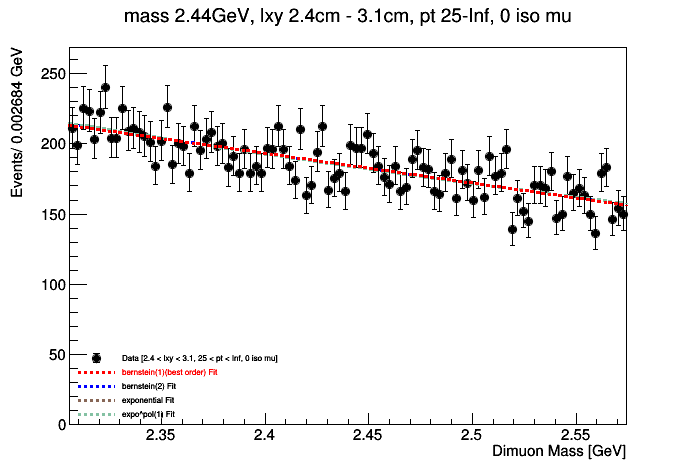 mass 2.44GeV, lxy 2.4cm - 3.1cm, pt 25-Inf, 0 iso mu
Events/ 0.002684 GeV
250
200
150
100
50
0
Data [2.4 < lxy < 3.1, 25 < pt < Inf, 0 iso mu]
bernstein(1)(best order) Fit
bernstein(2) Fit
exponential Fit
expo^pol(1) Fit
2.35
2.4
2.45
2.5
2.55
Dimuon Mass [GeV]